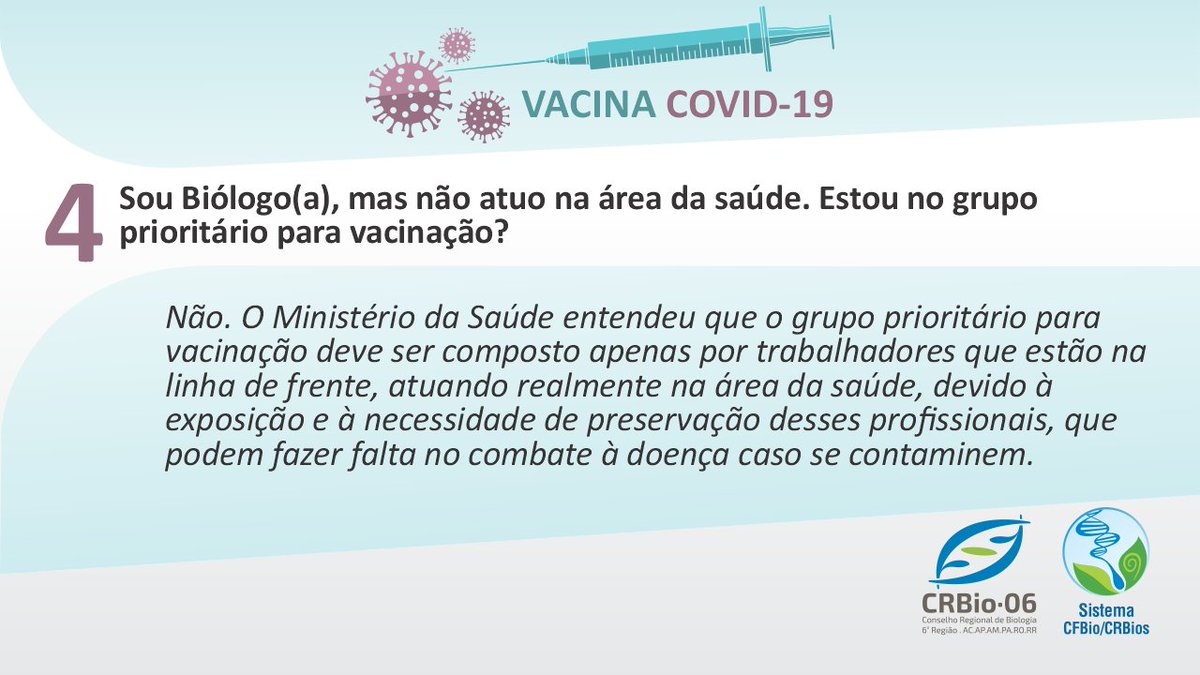 VACINA COVID-19
4
Sou Biólogo(a), mas não atuo na área da saúde. Estou no grupo
prioritário para vacinação?
Não. O Ministério da Saúde entendeu que o grupo prioritário para
vacinação deve ser composto apenas por trabalhadores que estão na
linha de frente, atuando realmente na área da saúde, devido à
exposição e à necessidade de preservação desses profissionais, que
podem fazer falta no combate à doença caso se contaminem.
CRBio·06
Conselho Regional de Biologia
6ª Região . AC.AP.AM.PA.RO.RR
Sistema
CFBio/CRBios